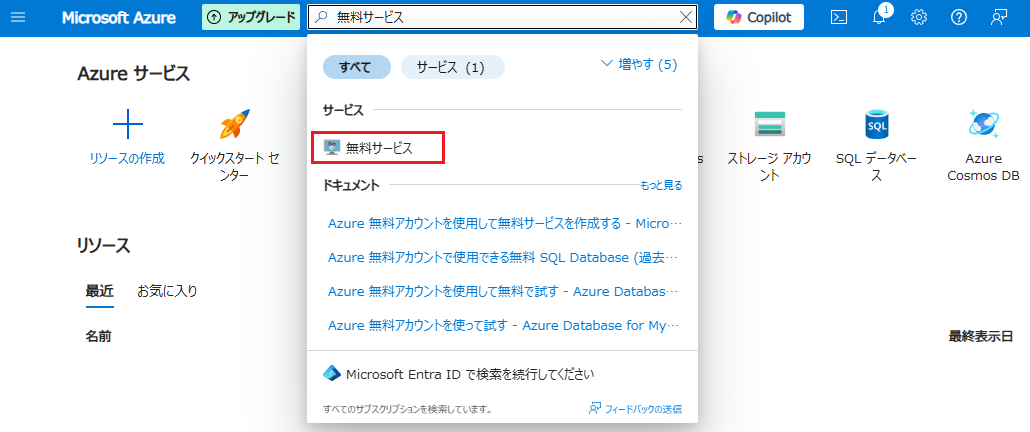 Microsoft Azure
アップグレード
無料サービス
Copilot
1
Azure サービス
リソースの作成
クイックスタート セ
ンター
すべて
サービス (1)
増やす (5)
サービス
無料サービス
ドキュメント
もっと見る
Azure 無料アカウントを使用して無料サービスを作成する - Micro…
Azure 無料アカウントで使用できる無料 SQL Database (過去…
Azure 無料アカウントを使用して無料で試す - Azure Databas…
Azure 無料アカウントを使って試す - Azure Database for My…
Microsoft Entra ID で検索を続行してください
すべてのサブスクリプションを検索しています。
フィードバックの送信
s
ストレージ アカ
ウント
SQL
SQL データベー
ス
Azure
Cosmos DB
リソース
最近
お気に入り
名前
最終表示日